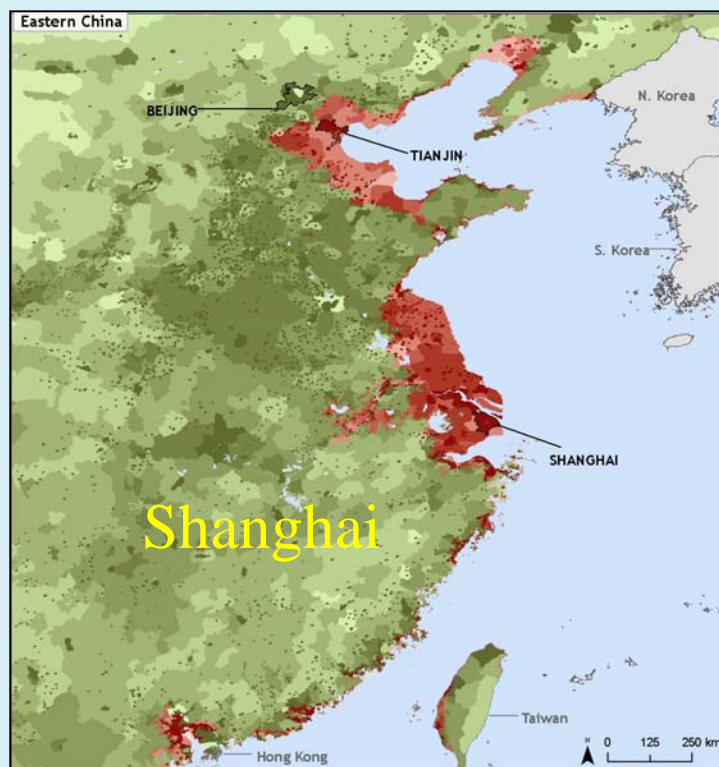 Eastern China
N. Korea
BEIJING
TIANJIN
S. Korea
SHANGHAI
Shanghai
Taiwan
Hong Kong
N
0 125 250 km